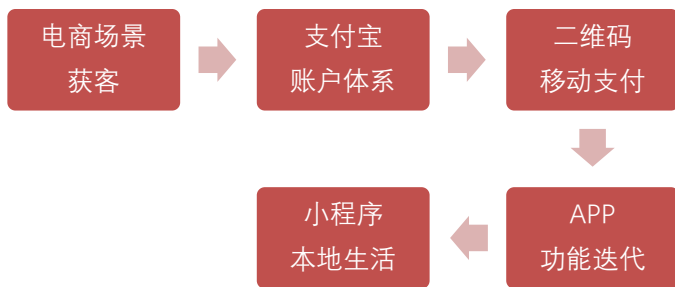 电商场景
获客
支付宝
账户体系
二维码
移动支付
APP
功能迭代
小程序
本地生活